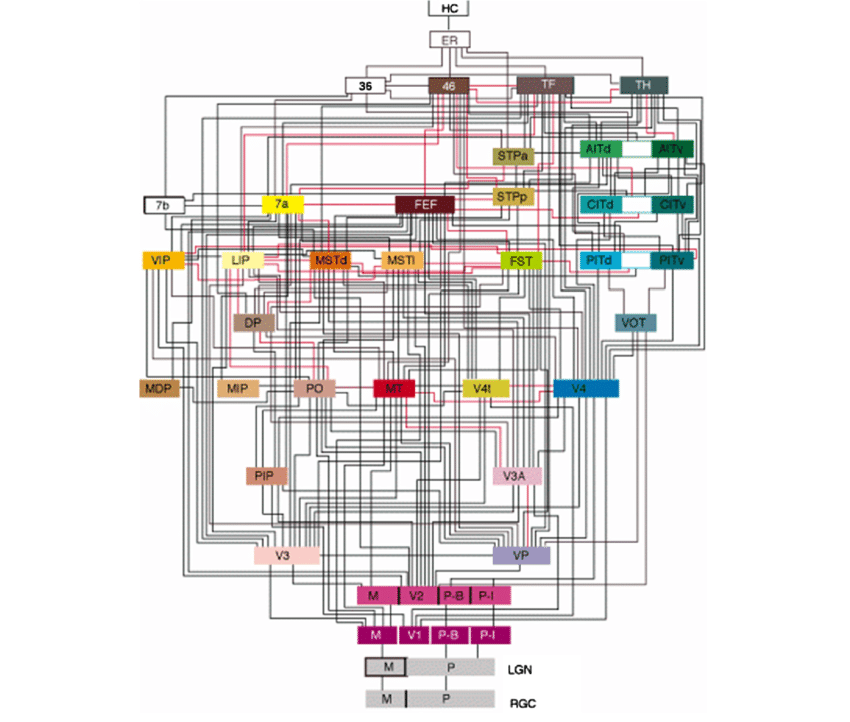 HC
ER
36 46 TF TH
STPa AITd AITv
7b 7a FEF STPp CITd CITv
VIP LIP MSTd MSTl FST PITd PITv
DP VOT
MDP MIP PO MT V4t V4
PIP V3A
V3 VP
M V2 P-B P-I
M V1 P-B P-I
M P LGN
M P RGC